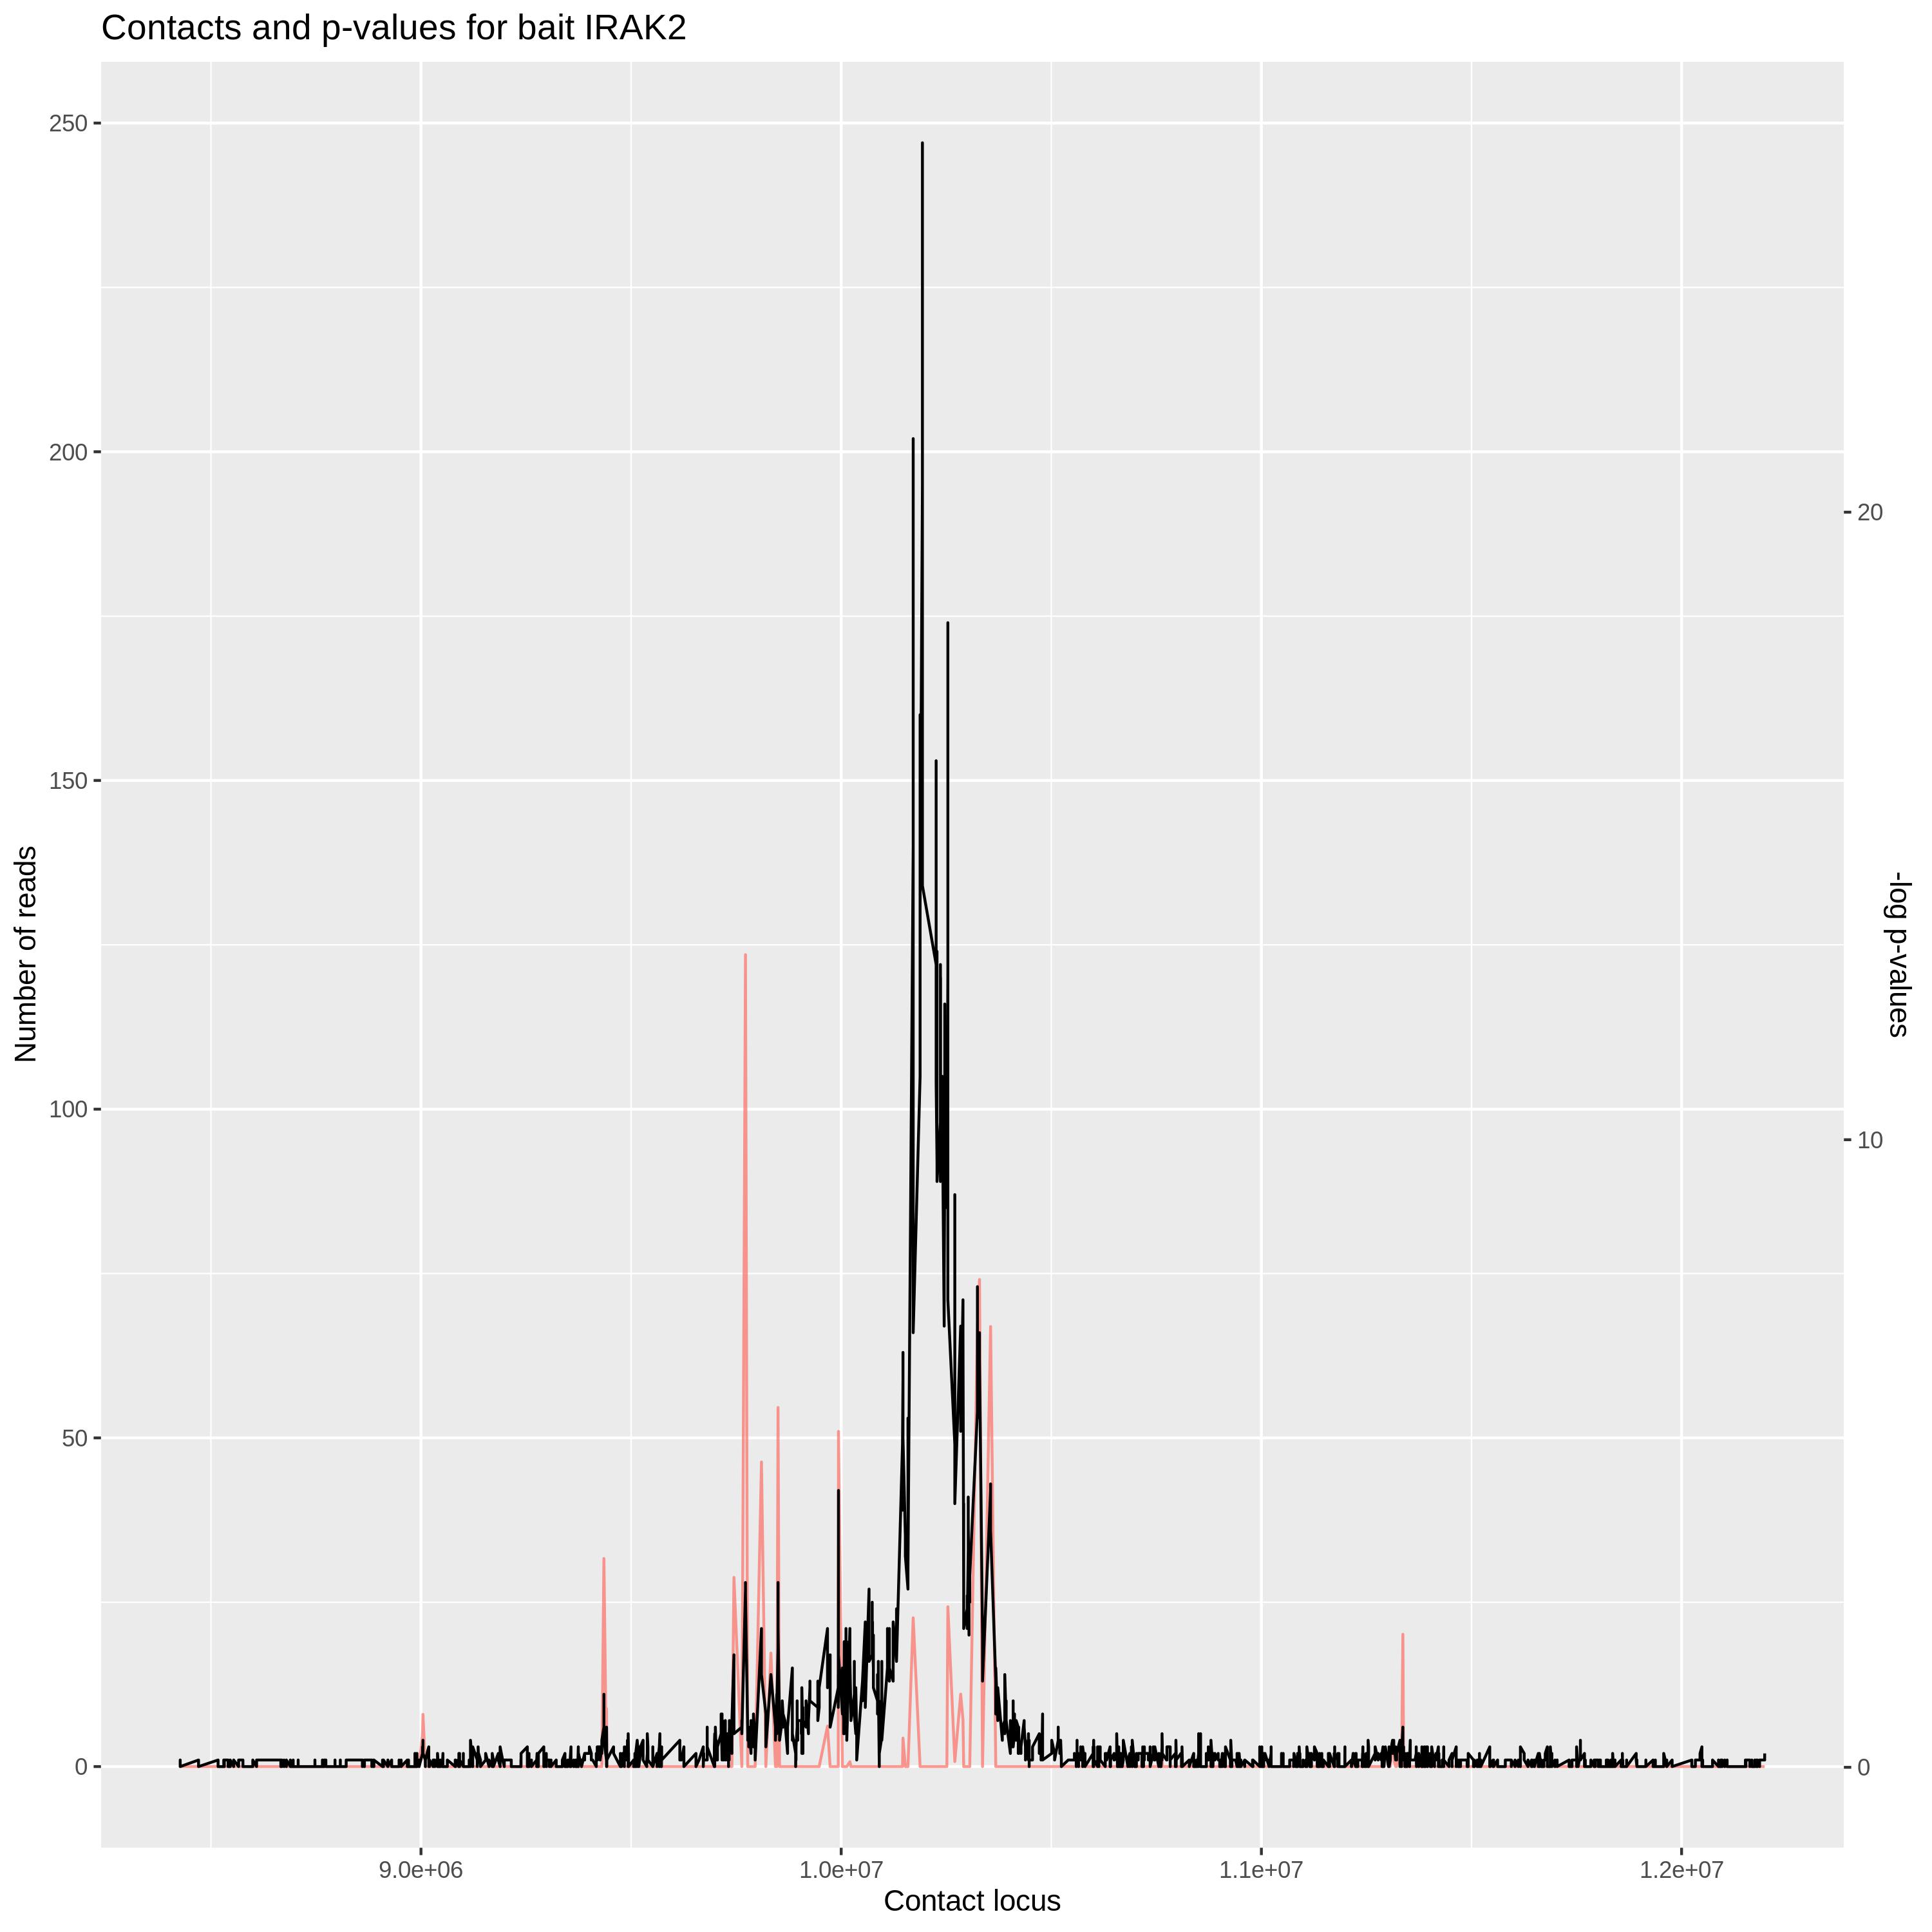 Contacts and p-values for bait IRAK2
250
200
150
100
50
0
Number of reads
20
10
0
-log p-values
9.0e+06
1.0e+07
1.1e+07
1.2e+07
Contact locus